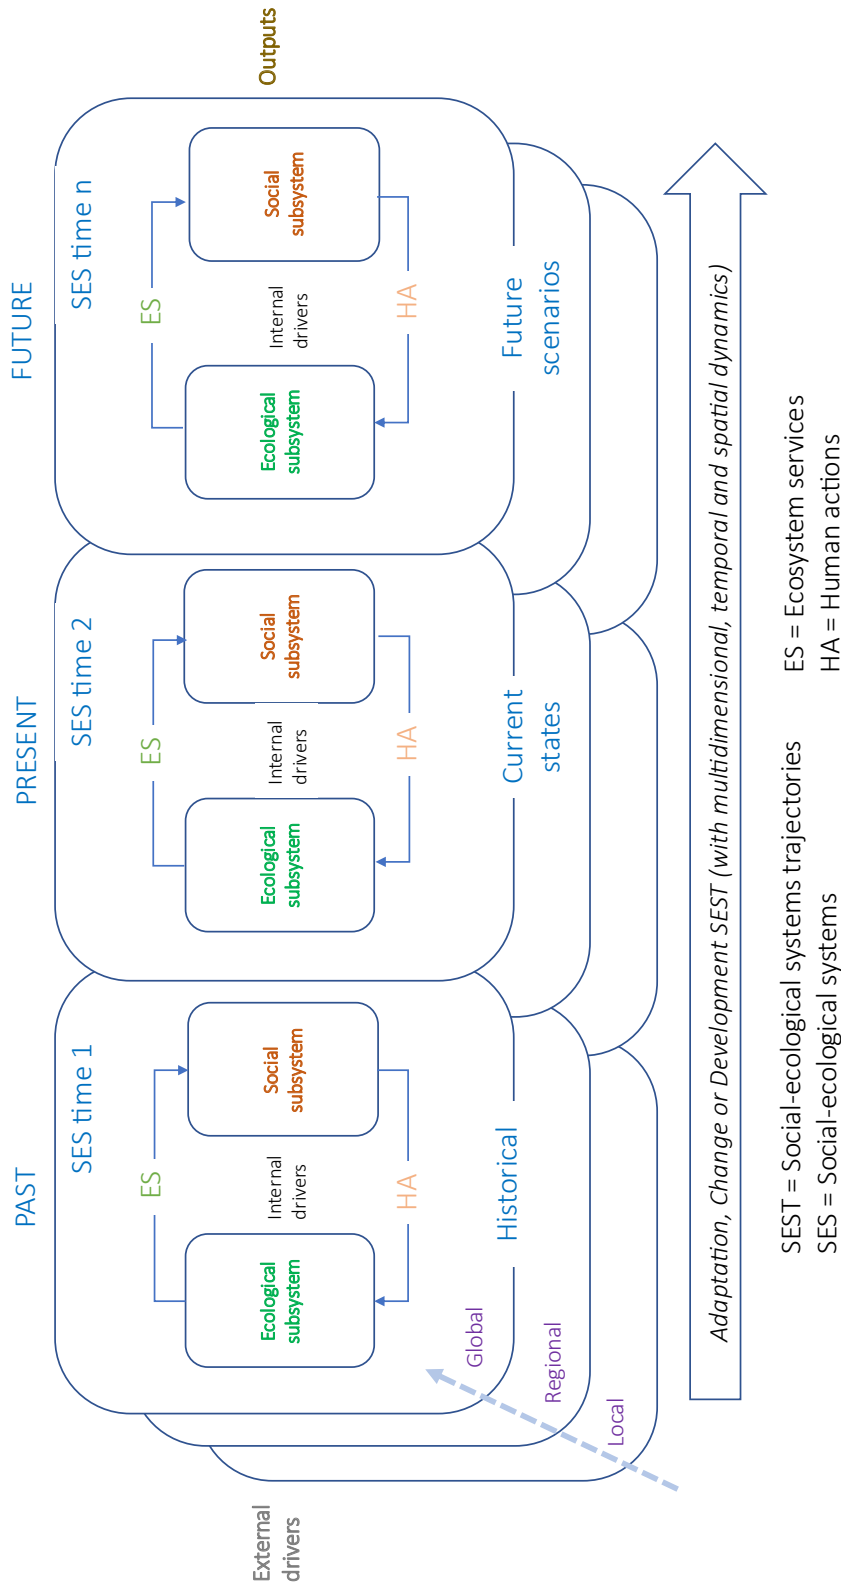 PAST
PRESENT
FUTURE
SES time 1
SES time 2
SES time n
ES
ES
ES
External
drivers
Ecological
subsystem
Internal
drivers
Social
subsystem
Ecological
subsystem
Internal
drivers
Social
subsystem
Ecological
subsystem
Internal
drivers
Social
subsystem
Outputs
HA
HA
HA
Global
Historical
Current
states
Future
scenarios
Regional
Local
Adaptation, Change or Development SEST (with multidimensional, temporal and spatial dynamics)
SEST = Social-ecological systems trajectories
SES = Social-ecological systems
ES = Ecosystem services
HA = Human actions